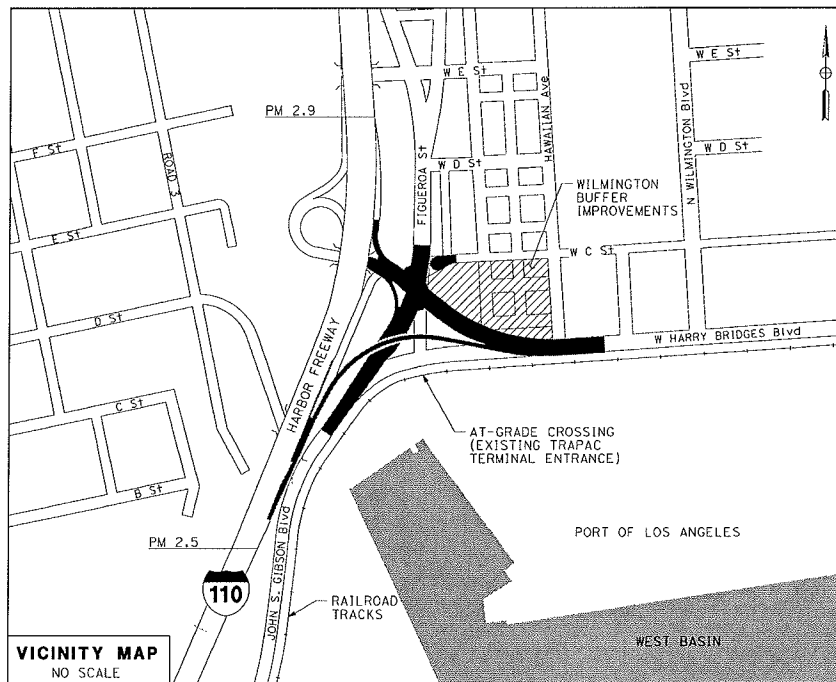 W E St
W E St
PM 2.9
FIGUEROA St
HAWAIIAN Ave
N WILMINGTON Blvd
F St
ROAD 3
W D St
W D St
WILMINGTON
BUFFER
IMPROVEMENTS
E St
W C St
D St
HARBOR FREEWAY
W HARRY BRIDGES Blvd
C St
AT-GRADE CROSSING
(EXISTING TRAPAC
TERMINAL ENTRANCE)
B St
PM 2.5
PORT OF LOS ANGELES
110
JOHN S. GIBSON Blvd
RAILROAD
TRACKS
WEST BASIN
VICINITY MAP
NO SCALE